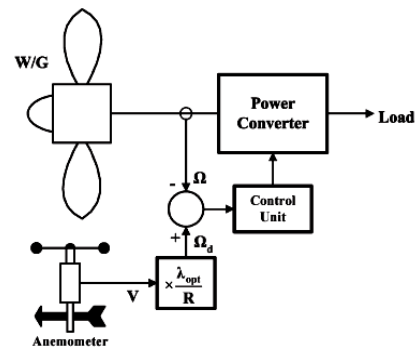 W/G
Power
Converter
Load
- Ω
Control
Unit
+ Ωd
V
× λopt
R
Anemometer